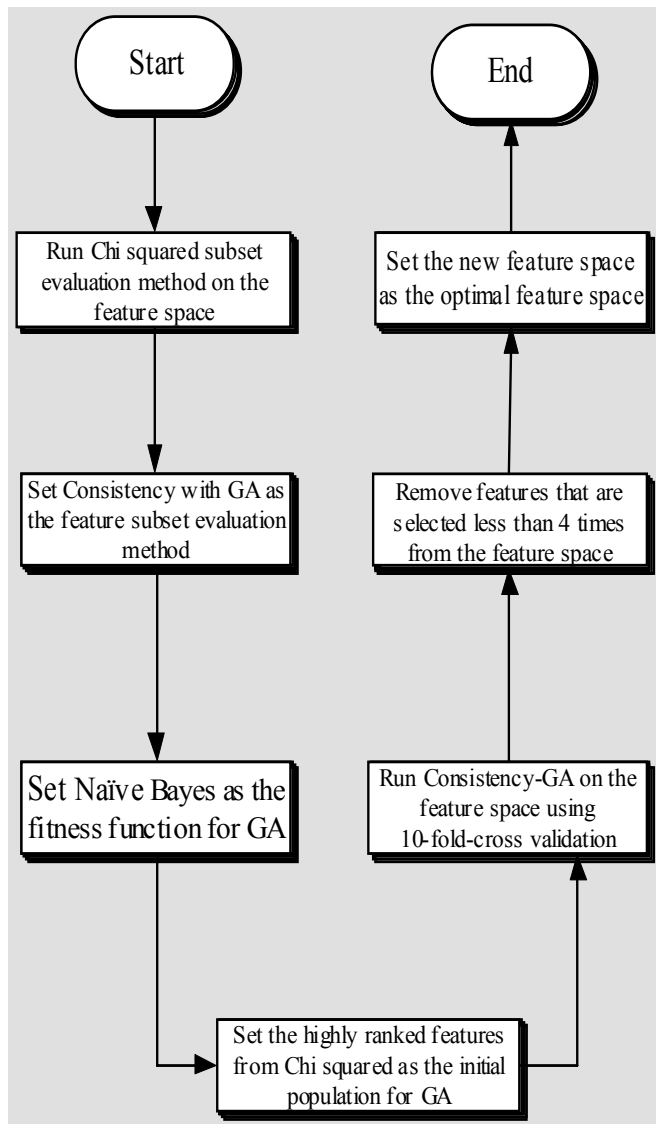 Start
Run Chi squared subset
evaluation method on the
feature space
Set Consistency with GA as
the feature subset evaluation
method
Set Naïve Bayes as the
fitness function for GA
Set the highly ranked features
from Chi squared as the initial
population for GA
Run Consistency-GA on the
feature space using
10-fold-cross validation
Remove features that are
selected less than 4 times
from the feature space
Set the new feature space
as the optimal feature space
End